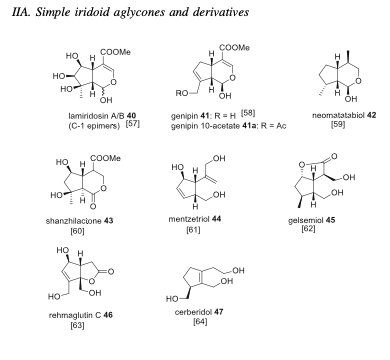 IIA. Simple iridoid aglycones and derivatives
HO
H
COOMe
HO
HO
O
H
OH
lamiridosin A/B 40
(C-1 epimers) [57]
H
COOMe
O
H
RO
OH
genipin 41: R = H [58]
genipin 10-acetate 41a; R = Ac
H
O
H
OH
neomatatabiol 42
[59]
HO
H
COOMe
O
HO
H
O
shanzhilactone 43
[60]
HO
H
OH
H
OH
mentzetriol 44
[61]
O
O
H
OH
OH
H
gelsemiol 45
[62]
HO
H
O
O
HO
OH
rehmaglutin C 46
[63]
OH
OH
HO
cerberidol 47
[64]